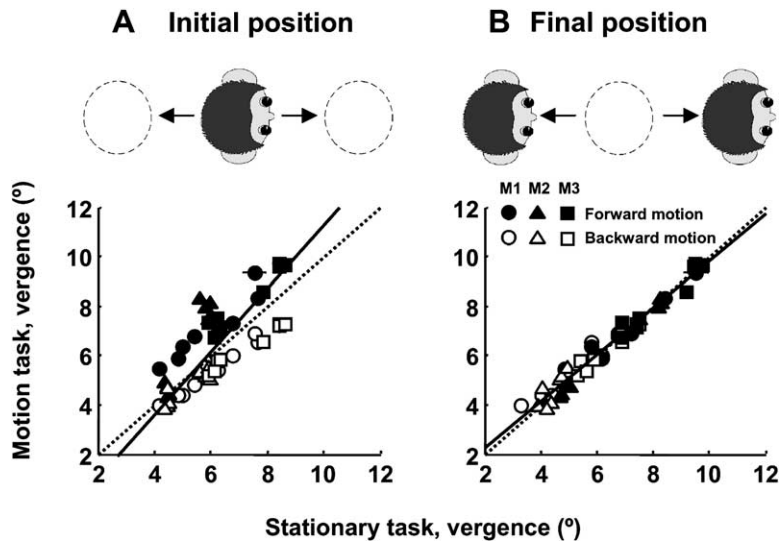 A Initial position
B Final position
Motion task, vergence (º)
12
10
8
6
4
2
2 4 6 8 10 12
M1 M2 M3
Forward motion
Backward motion
12
10
8
6
4
2
2 4 6 8 10 12
Stationary task, vergence (º)